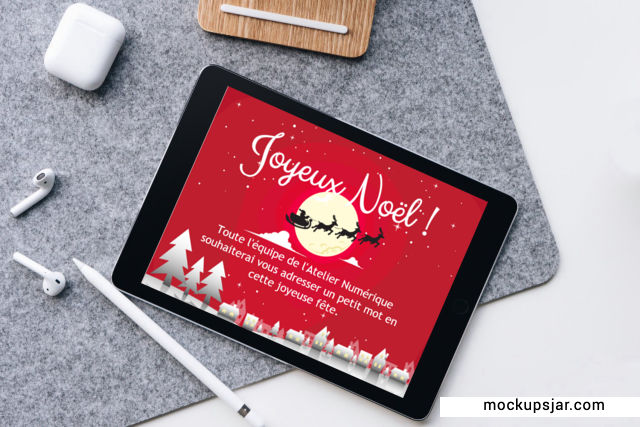 Joyeux Noël !
Toute l'équipe de l'Atelier Numérique
souhaiterai vous adresser un petit mot en
cette joyeuse fête.
mockupsjar.com